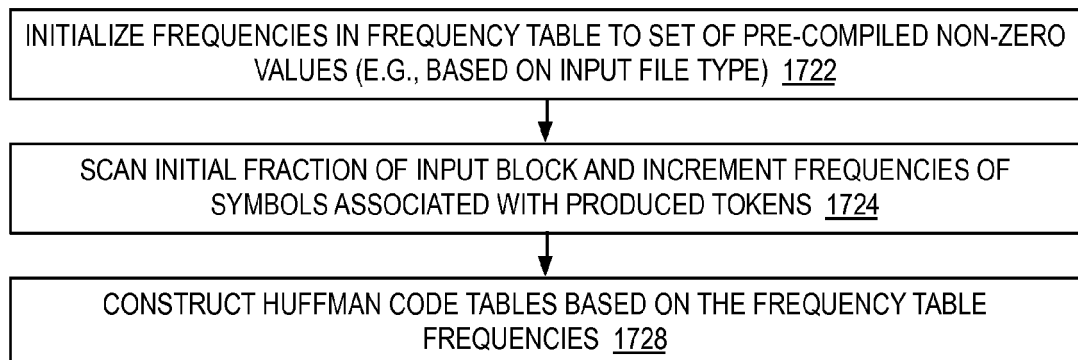 INITIALIZE FREQUENCIES IN FREQUENCY TABLE TO SET OF PRE-COMPILED NON-ZERO
VALUES (E.G., BASED ON INPUT FILE TYPE) 1722
SCAN INITIAL FRACTION OF INPUT BLOCK AND INCREMENT FREQUENCIES OF
SYMBOLS ASSOCIATED WITH PRODUCED TOKENS 1724
CONSTRUCT HUFFMAN CODE TABLES BASED ON THE FREQUENCY TABLE
FREQUENCIES 1728